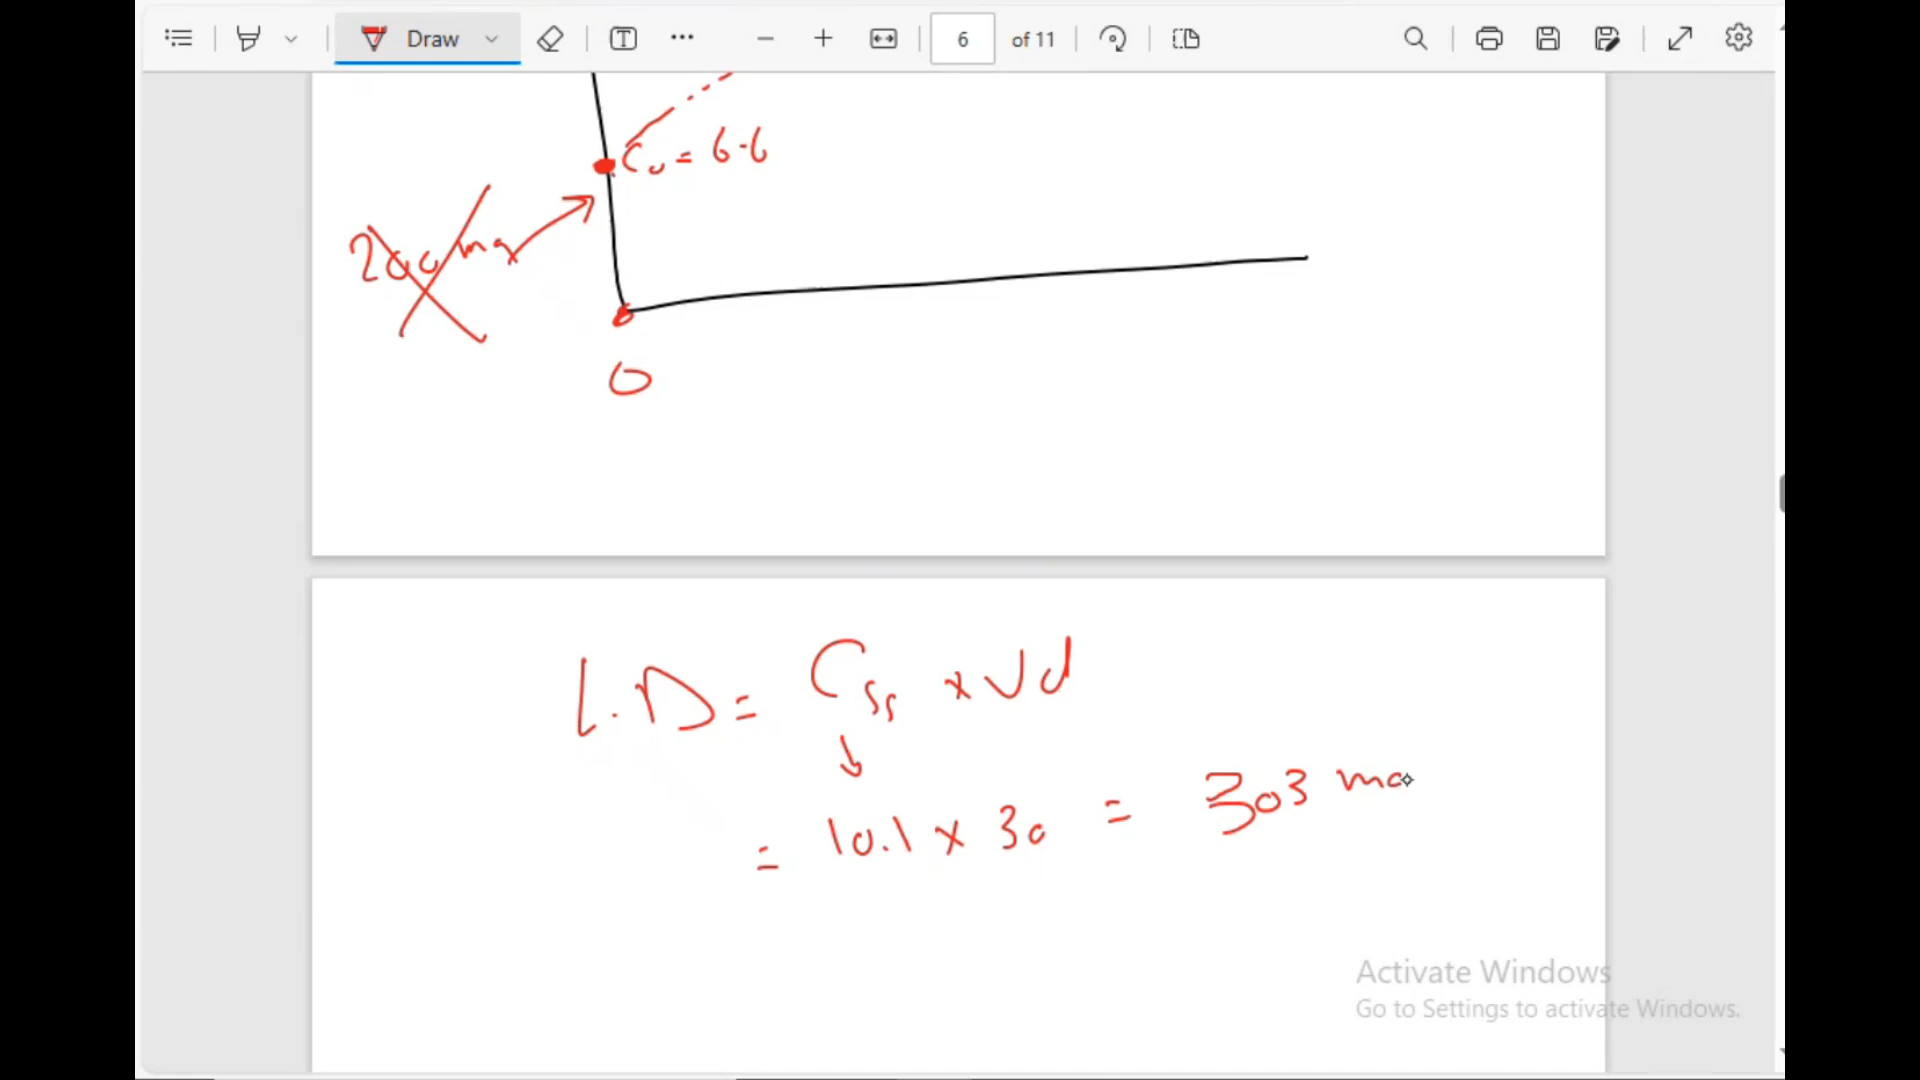 Draw
6 of 11
C₀ = 6.6
200 mg
0
L.D = Css x Vd
= 10.1 x 30 = 303 mg
Activate Windows
Go to Settings to activate Windows.